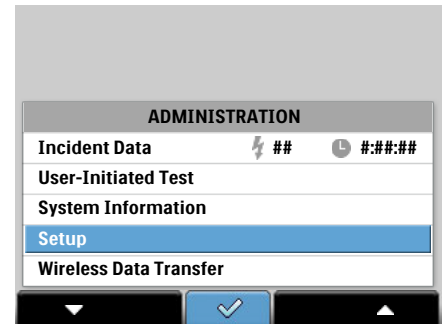 ADMINISTRATION
Incident Data ## #:##:##
User-Initiated Test
System Information
Setup
Wireless Data Transfer